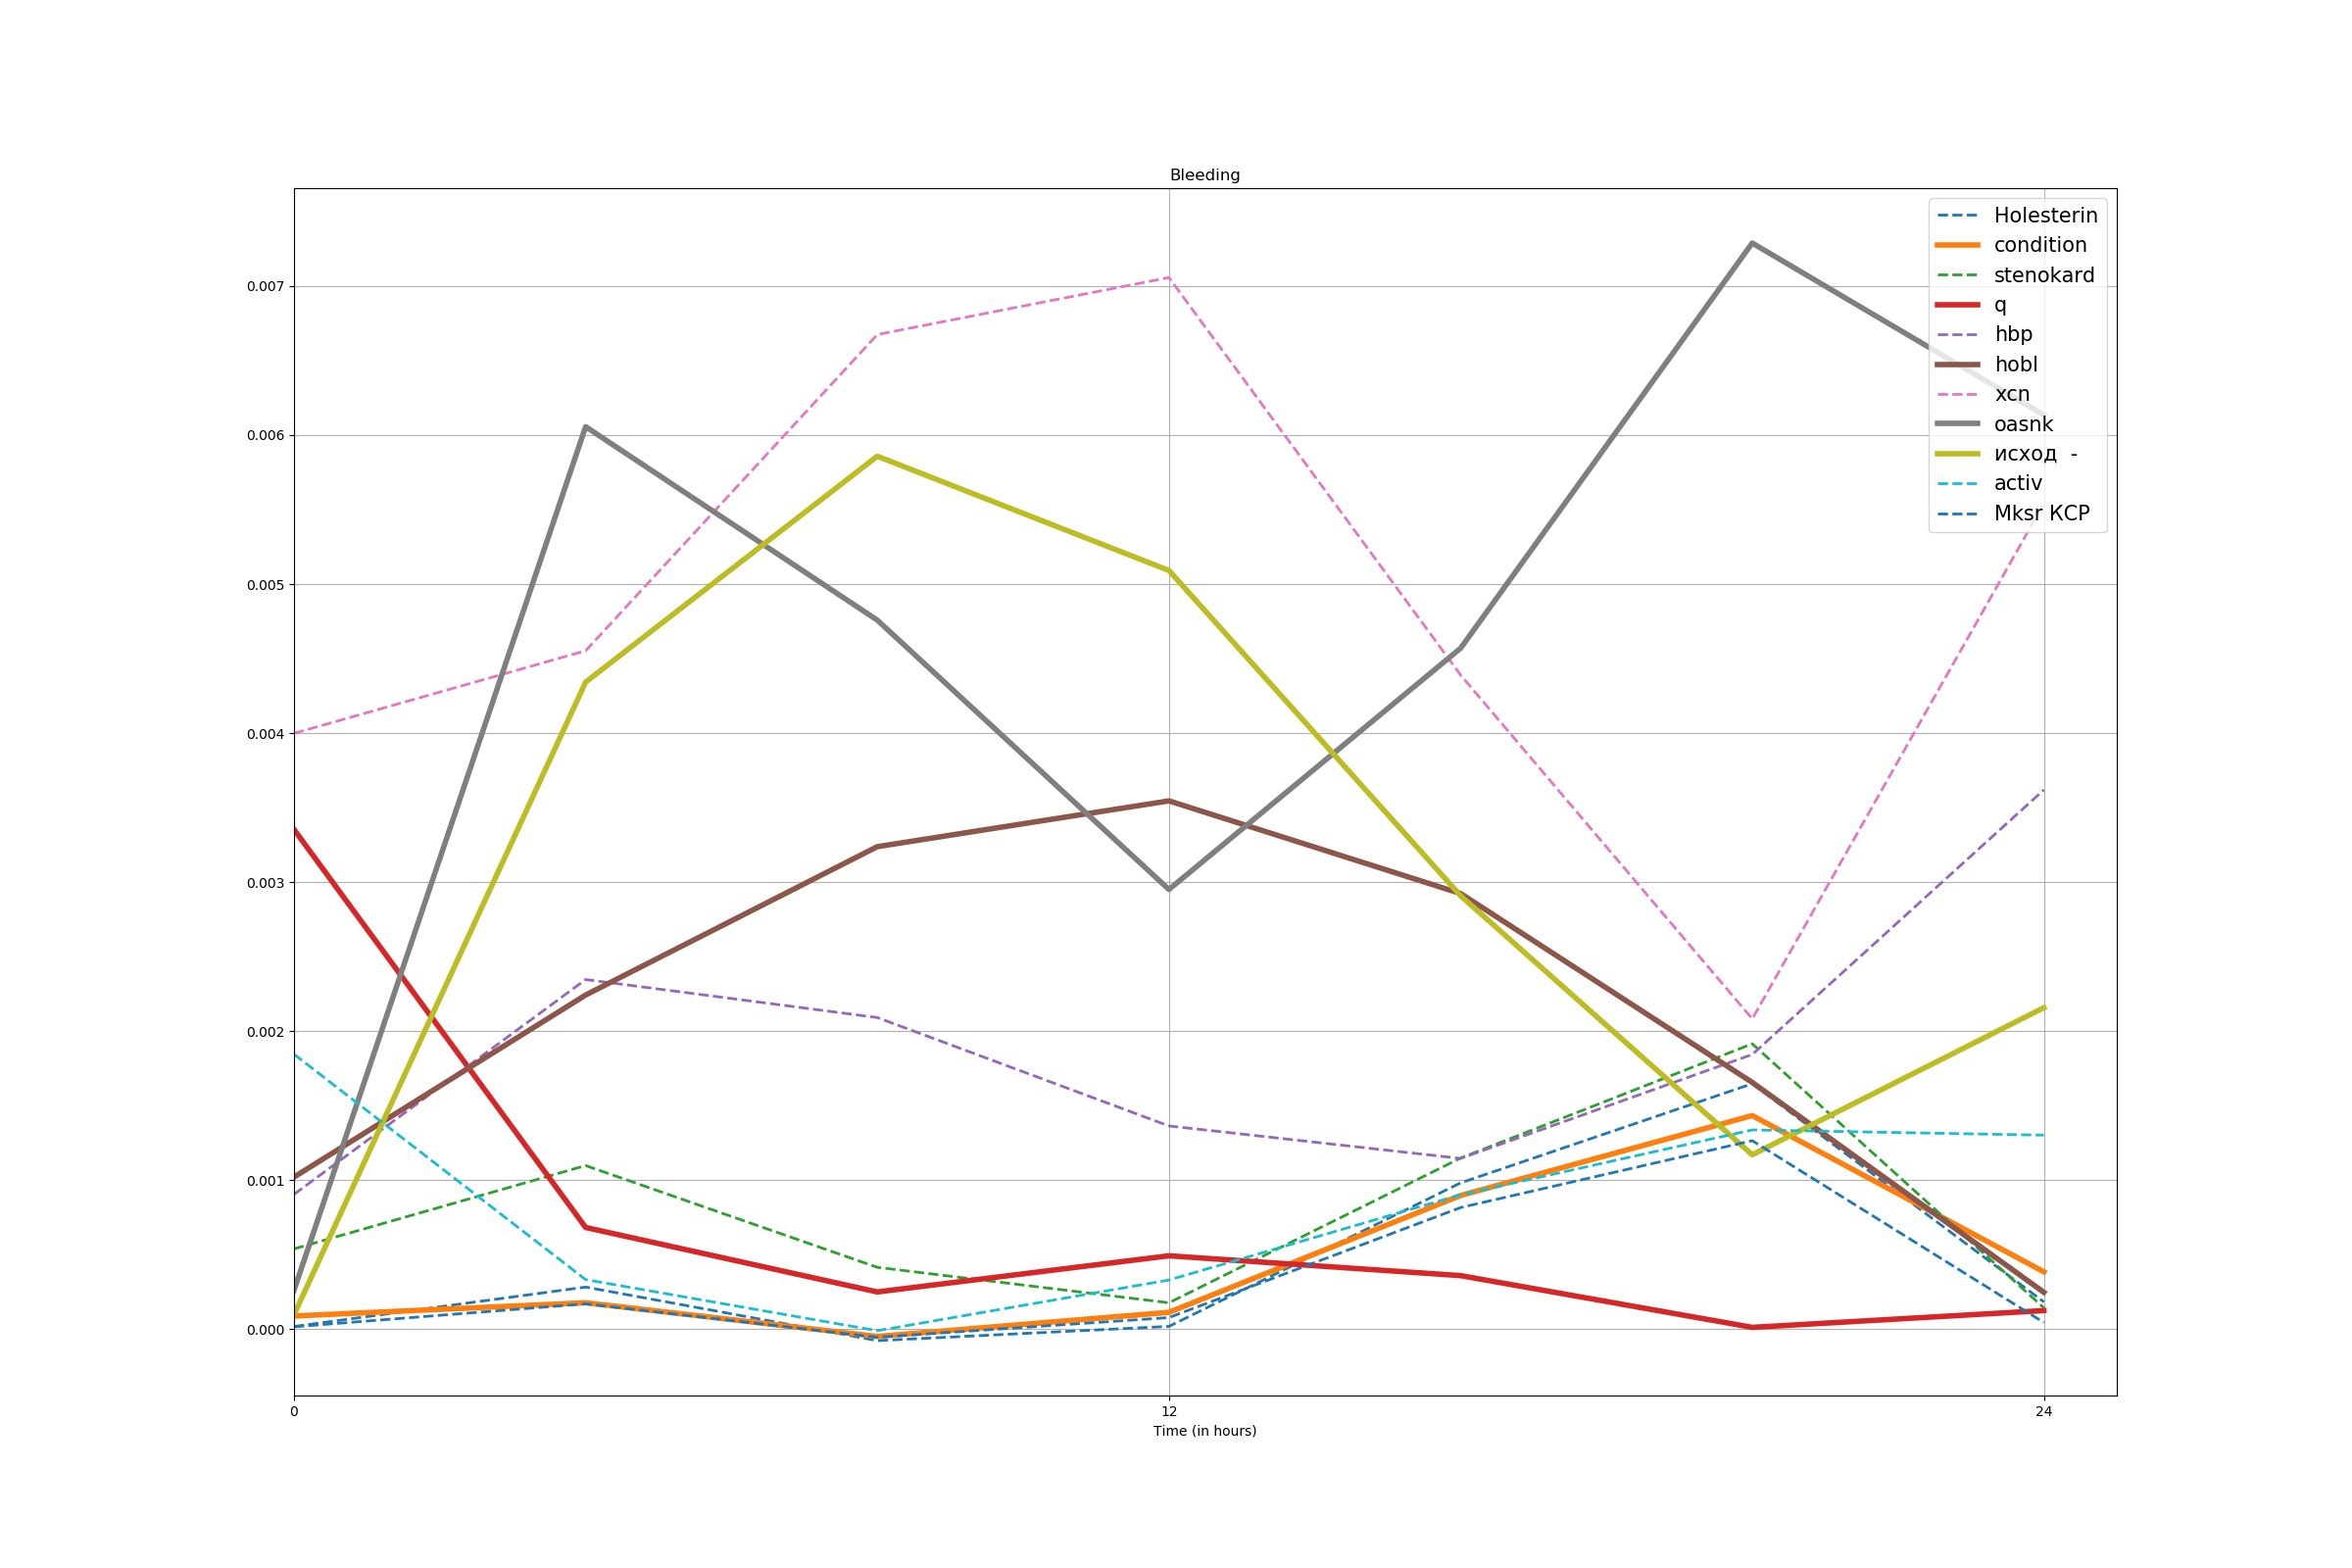 Bleeding
Holesterin
condition
stenokard
q
hbp
hobl
xcn
oasnk
исход  -
activ
Mksr KCP
0.007
0.006
0.005
0.004
0.003
0.002
0.001
0.000
0
12
24
Time (in hours)